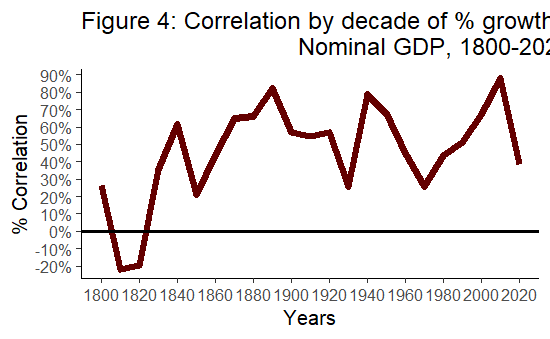 Figure 4: Correlation by decade of % growth
Nominal GDP, 1800-202
90%
80%
70%
60%
50%
40%
30%
20%
10%
0%
-10%
-20%
% Correlation
1800 1820 1840 1860 1880 1900 1920 1940 1960 1980 2000 2020
Years